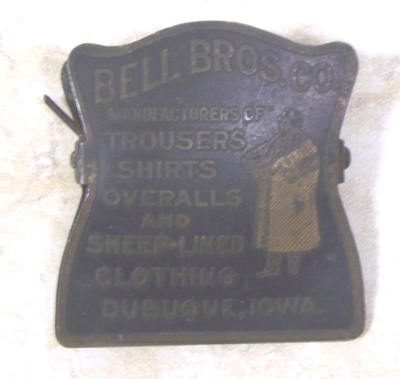 BELL BROS. CO.
MANUFACTURERS OF
TROUSERS
SHIRTS
OVERALLS
AND
SHEEP-LINED
CLOTHING,
DUBUQUE, IOWA.